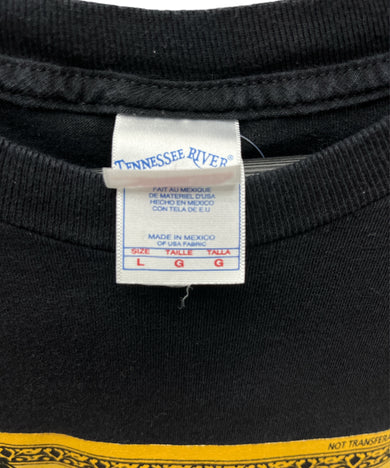 TENNESSEE RIVER®
FAIT AU MEXIQUE
DE MATERIEL D'USA
HECHO EN MEXICO
CON TELA DE E.U
MADE IN MEXICO
OF USA FABRIC
SIZE TAILLE TALLA
L G G
NOT TRANSFERA